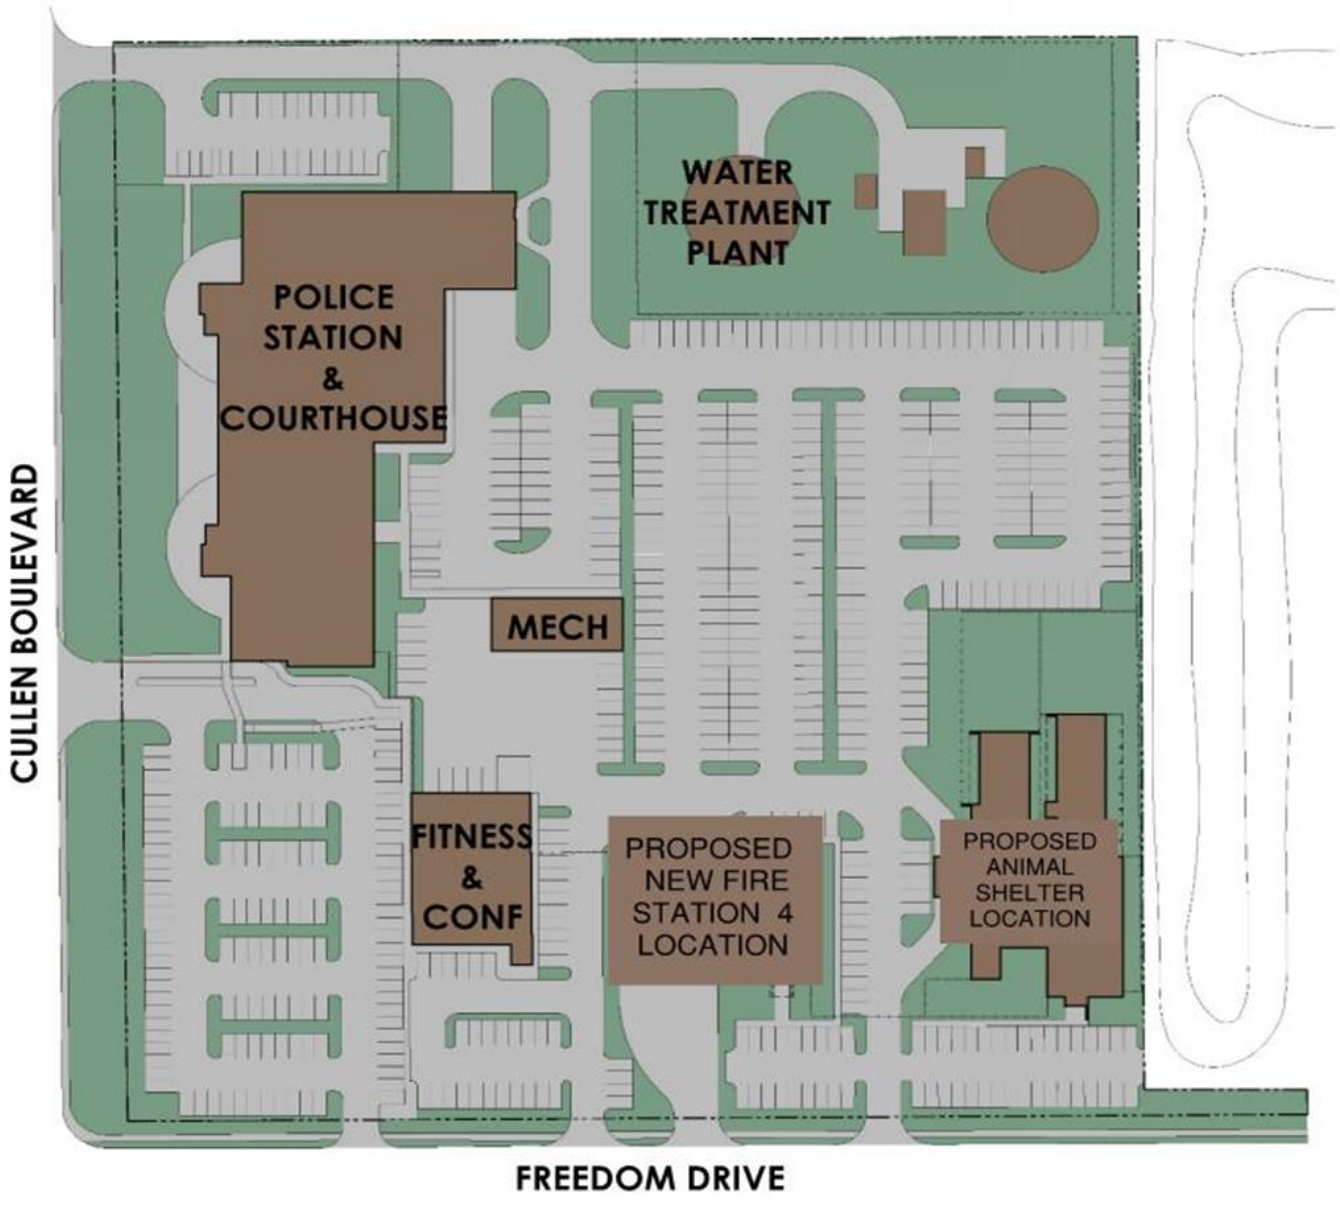 WATER
TREATMENT
PLANT
POLICE
STATION
&
COURTHOUSE
CULLEN BOULEVARD
MECH
FITNESS
&
CONF
PROPOSED
NEW FIRE
STATION 4
LOCATION
PROPOSED
ANIMAL
SHELTER
LOCATION
FREEDOM DRIVE